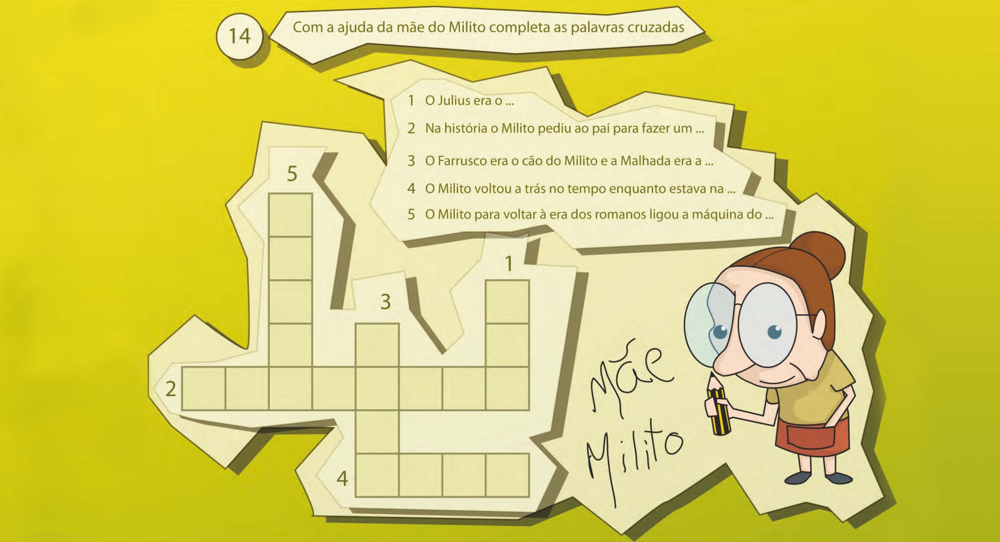 14
Com a ajuda da mãe do Milito completa as palavras cruzadas
1 O Julius era o ...
2 Na história o Milito pediu ao pai para fazer um ...
3 O Farrusco era o cão do Milito e a Malhada era a ...
4 O Milito voltou a trás no tempo enquanto estava na ...
5 O Milito para voltar à era dos romanos ligou a máquina do ...
5
1
3
2
4
Mãe
Milito